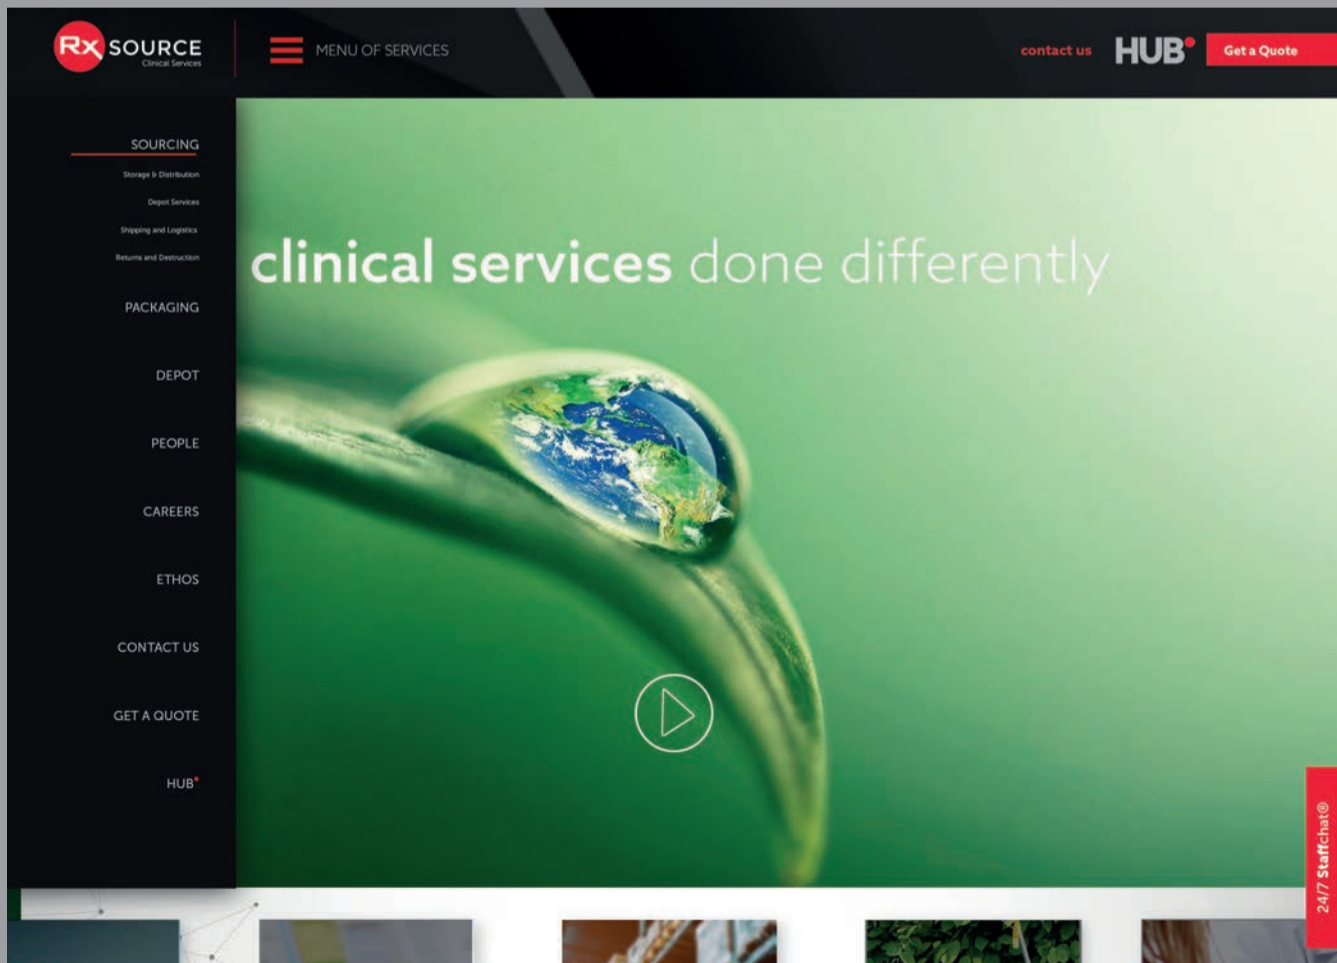 Rx SOURCE
Clinical Services
MENU OF SERVICES
contact us
HUB
Get a Quote
SOURCING
Storage & Distribution
Depot Services
Shipping and Logistics
Returns and Destruction
PACKAGING
DEPOT
PEOPLE
CAREERS
ETHOS
CONTACT US
GET A QUOTE
HUB
clinical services done differently
24/7 Staffchat®